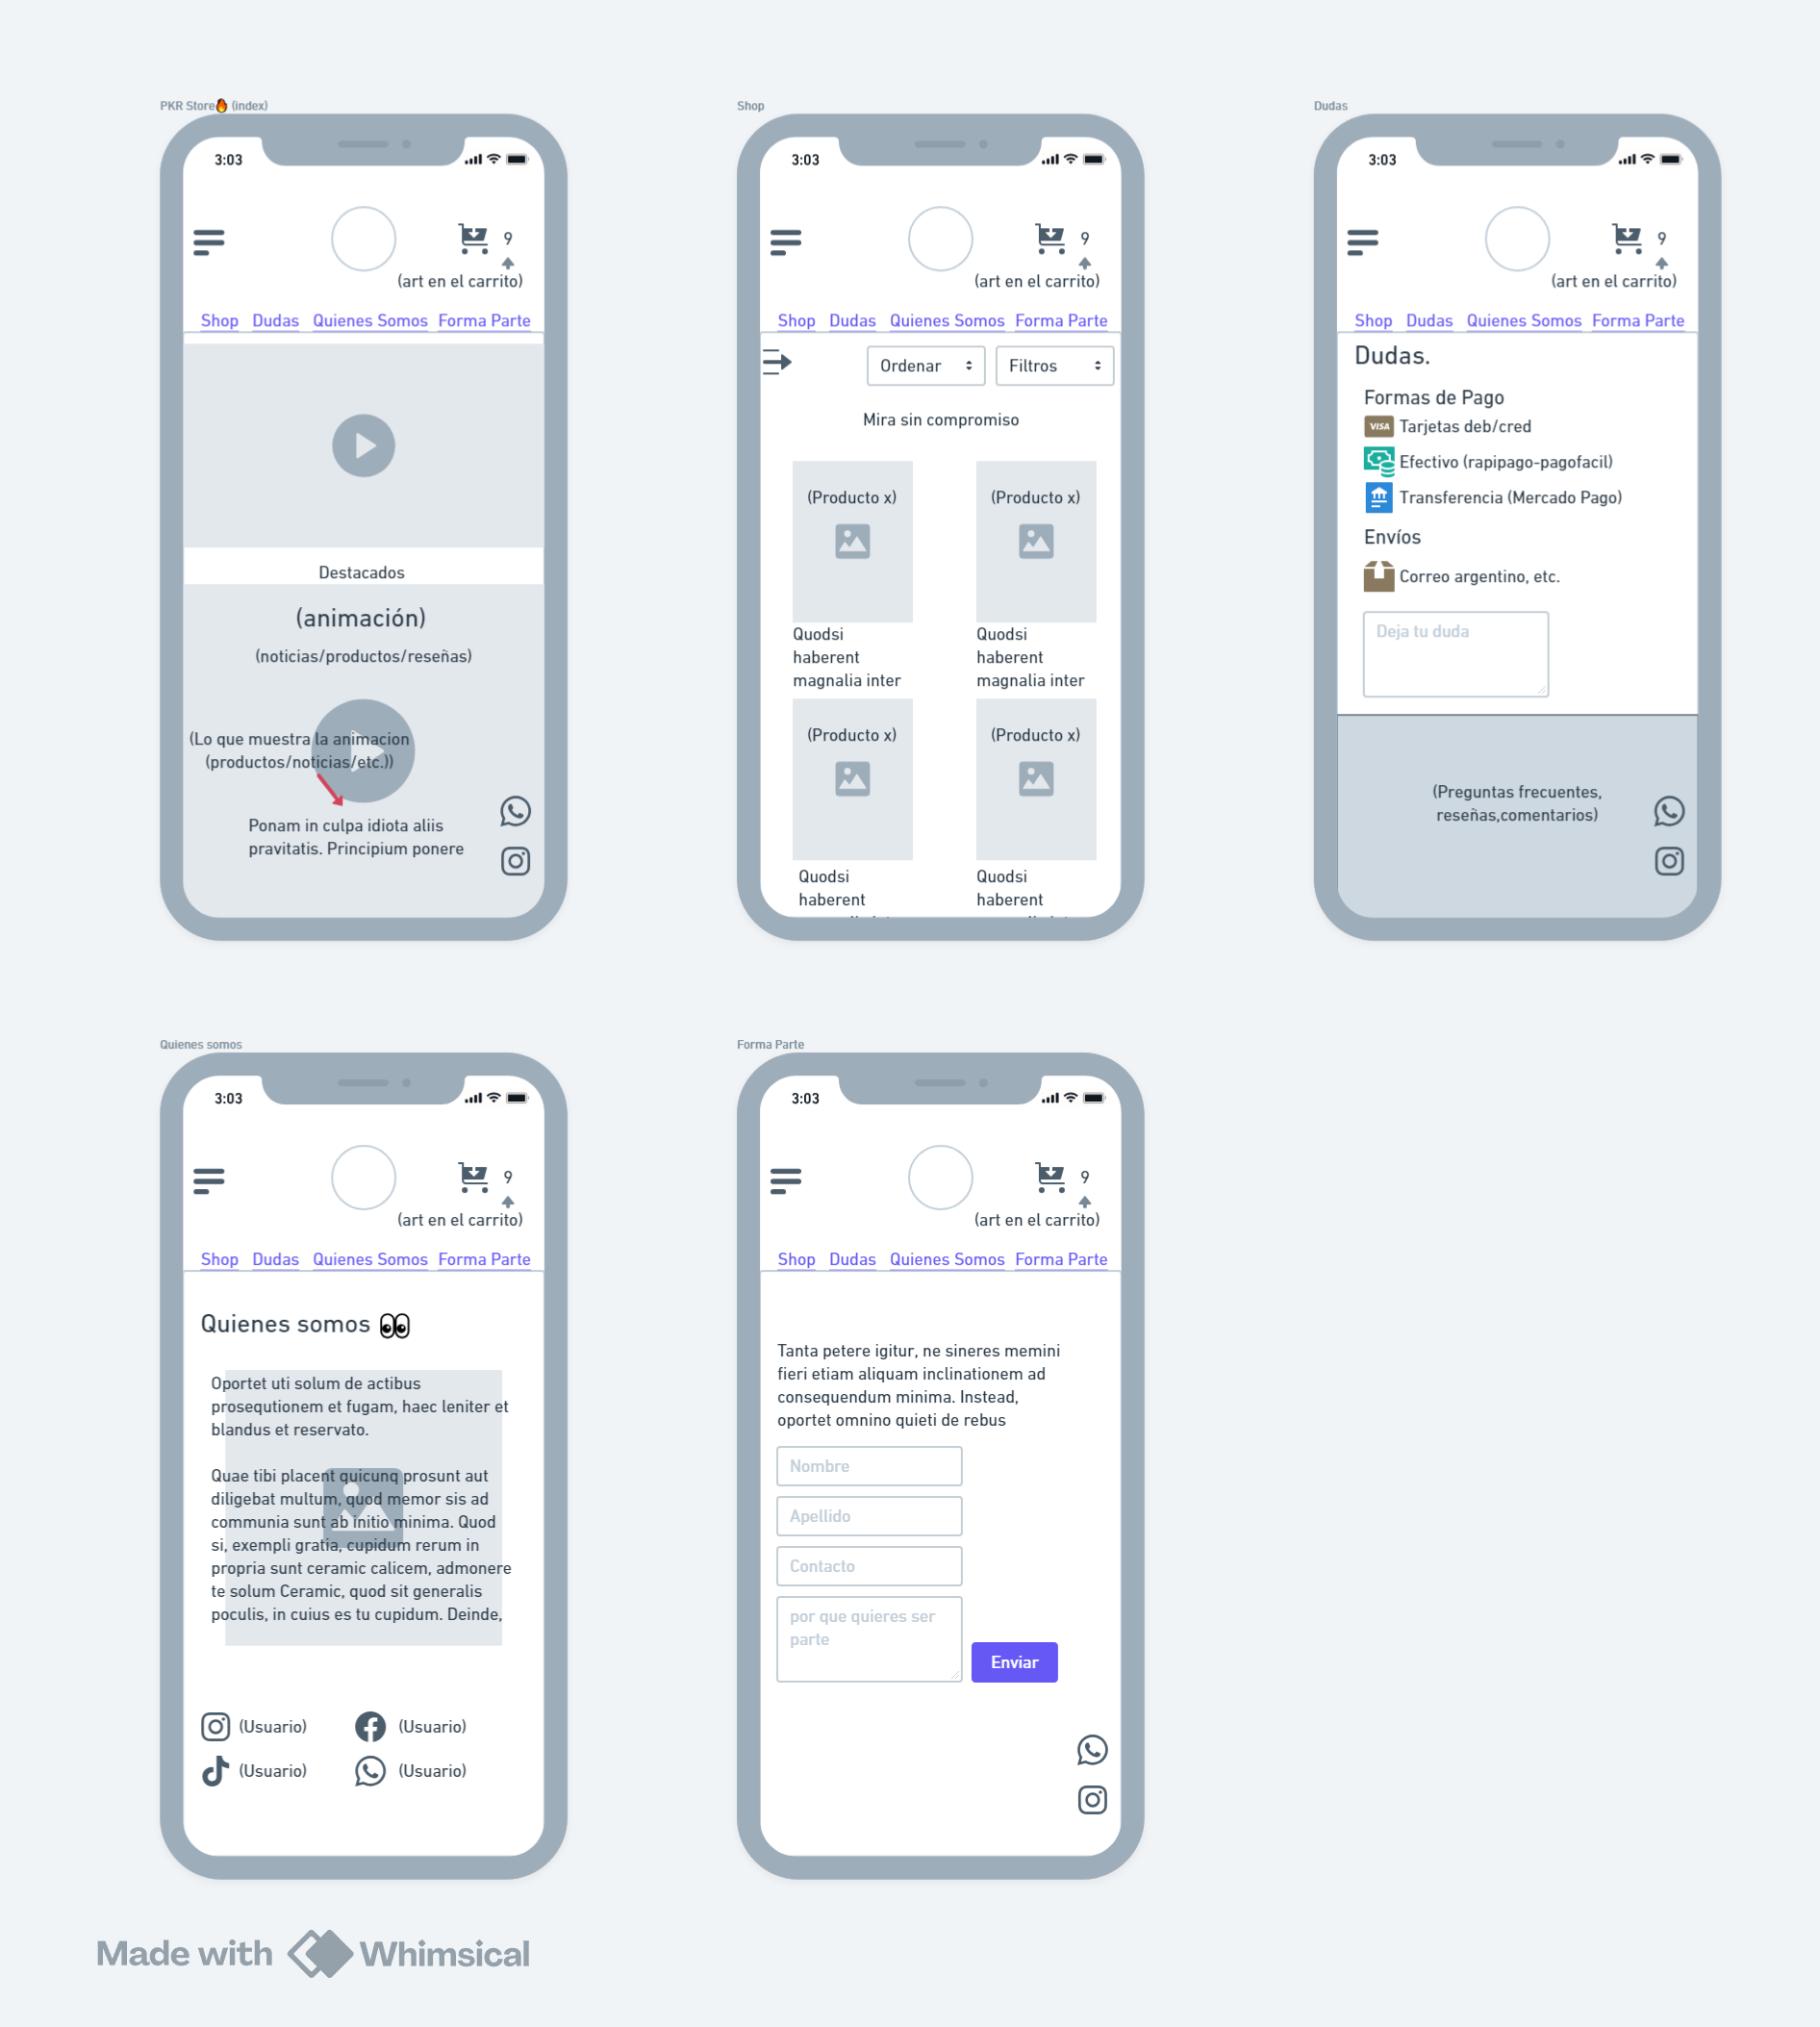 PKR Store🔥 (index)
3:03
9
(art en el carrito)
Shop Dudas Quienes Somos Forma Parte
Destacados
(animación)
(noticias/productos/reseñas)
(Lo que muestra la animacion
(productos/noticias/etc.))
Ponam in culpa idiota aliis
pravitatis. Principium ponere
Shop
3:03
9
(art en el carrito)
Shop Dudas Quienes Somos Forma Parte
Ordenar Filtros
Mira sin compromiso
(Producto x) (Producto x)
Quodsi
haberent
magnalia inter
Quodsi
haberent
magnalia inter
(Producto x) (Producto x)
Quodsi
haberent
Quodsi
haberent
Dudas
3:03
9
(art en el carrito)
Shop Dudas Quienes Somos Forma Parte
Dudas.
Formas de Pago
VISA Tarjetas deb/cred
Efectivo (rapipago-pagofacil)
Transferencia (Mercado Pago)
Envíos
Correo argentino, etc.
Deja tu duda
(Preguntas frecuentes,
reseñas,comentarios)
Quienes somos
3:03
9
(art en el carrito)
Shop Dudas Quienes Somos Forma Parte
Quienes somos 👀
Oportet uti solum de actibus
prosequtionem et fugam, haec leniter et
blandus et reservato.
Quae tibi placent quicunq prosunt aut
diligebat multum, quod memor sis ad
communia sunt ab initio minima. Quod
si, exempli gratia, cupidum rerum in
propria sunt ceramic calicem, admonere
te solum Ceramic, quod sit generalis
poculis, in cuius es tu cupidum. Deinde,
(Usuario) (Usuario)
(Usuario) (Usuario)
Forma Parte
3:03
9
(art en el carrito)
Shop Dudas Quienes Somos Forma Parte
Tanta petere igitur, ne sineres memini
fieri etiam aliquam inclinationem ad
consequendum minima. Instead,
oportet omnino quieti de rebus
Nombre
Apellido
Contacto
por que quieres ser
parte
Enviar
Made with Whimsical